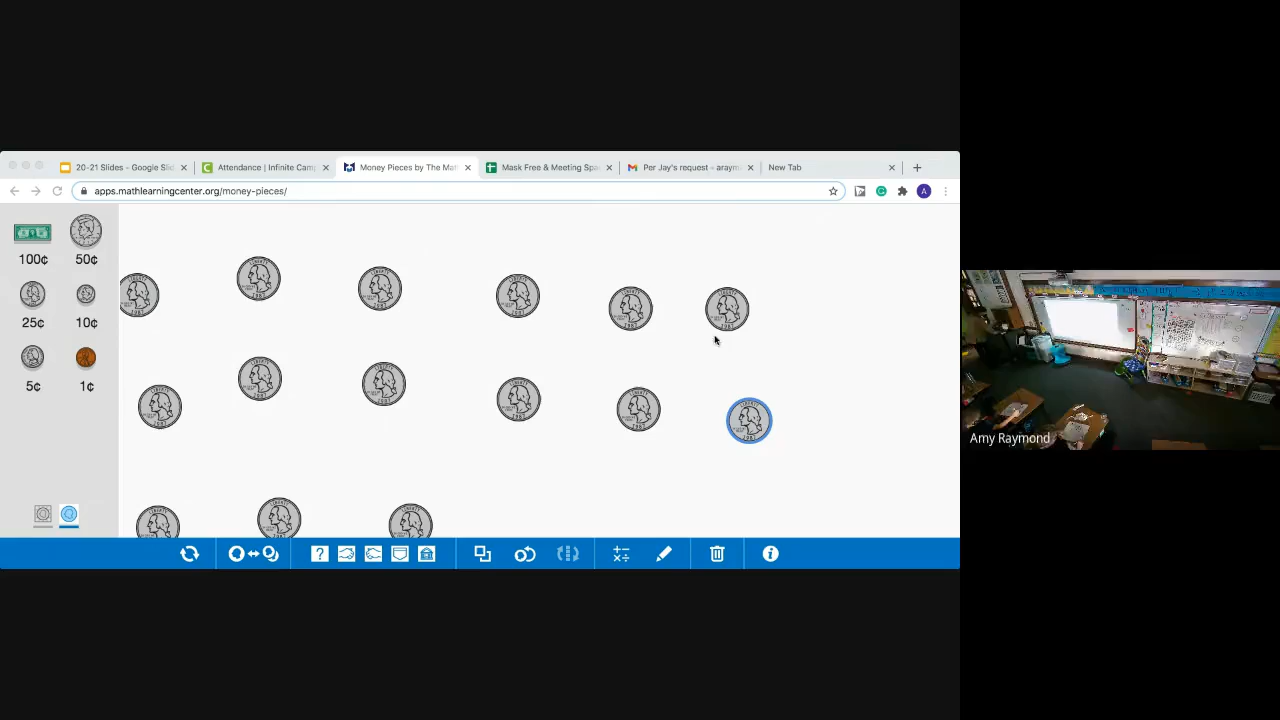 20-21 Slides - Google Slid
Attendance | Infinite Cam
Money Pieces by The Mat
Mask Free & Meeting Spa
Per Jay's request - araym
New Tab
apps.mathlearningcenter.org/money-pieces/
A
100¢
50¢
25¢
10¢
5¢
1¢
Amy Raymond